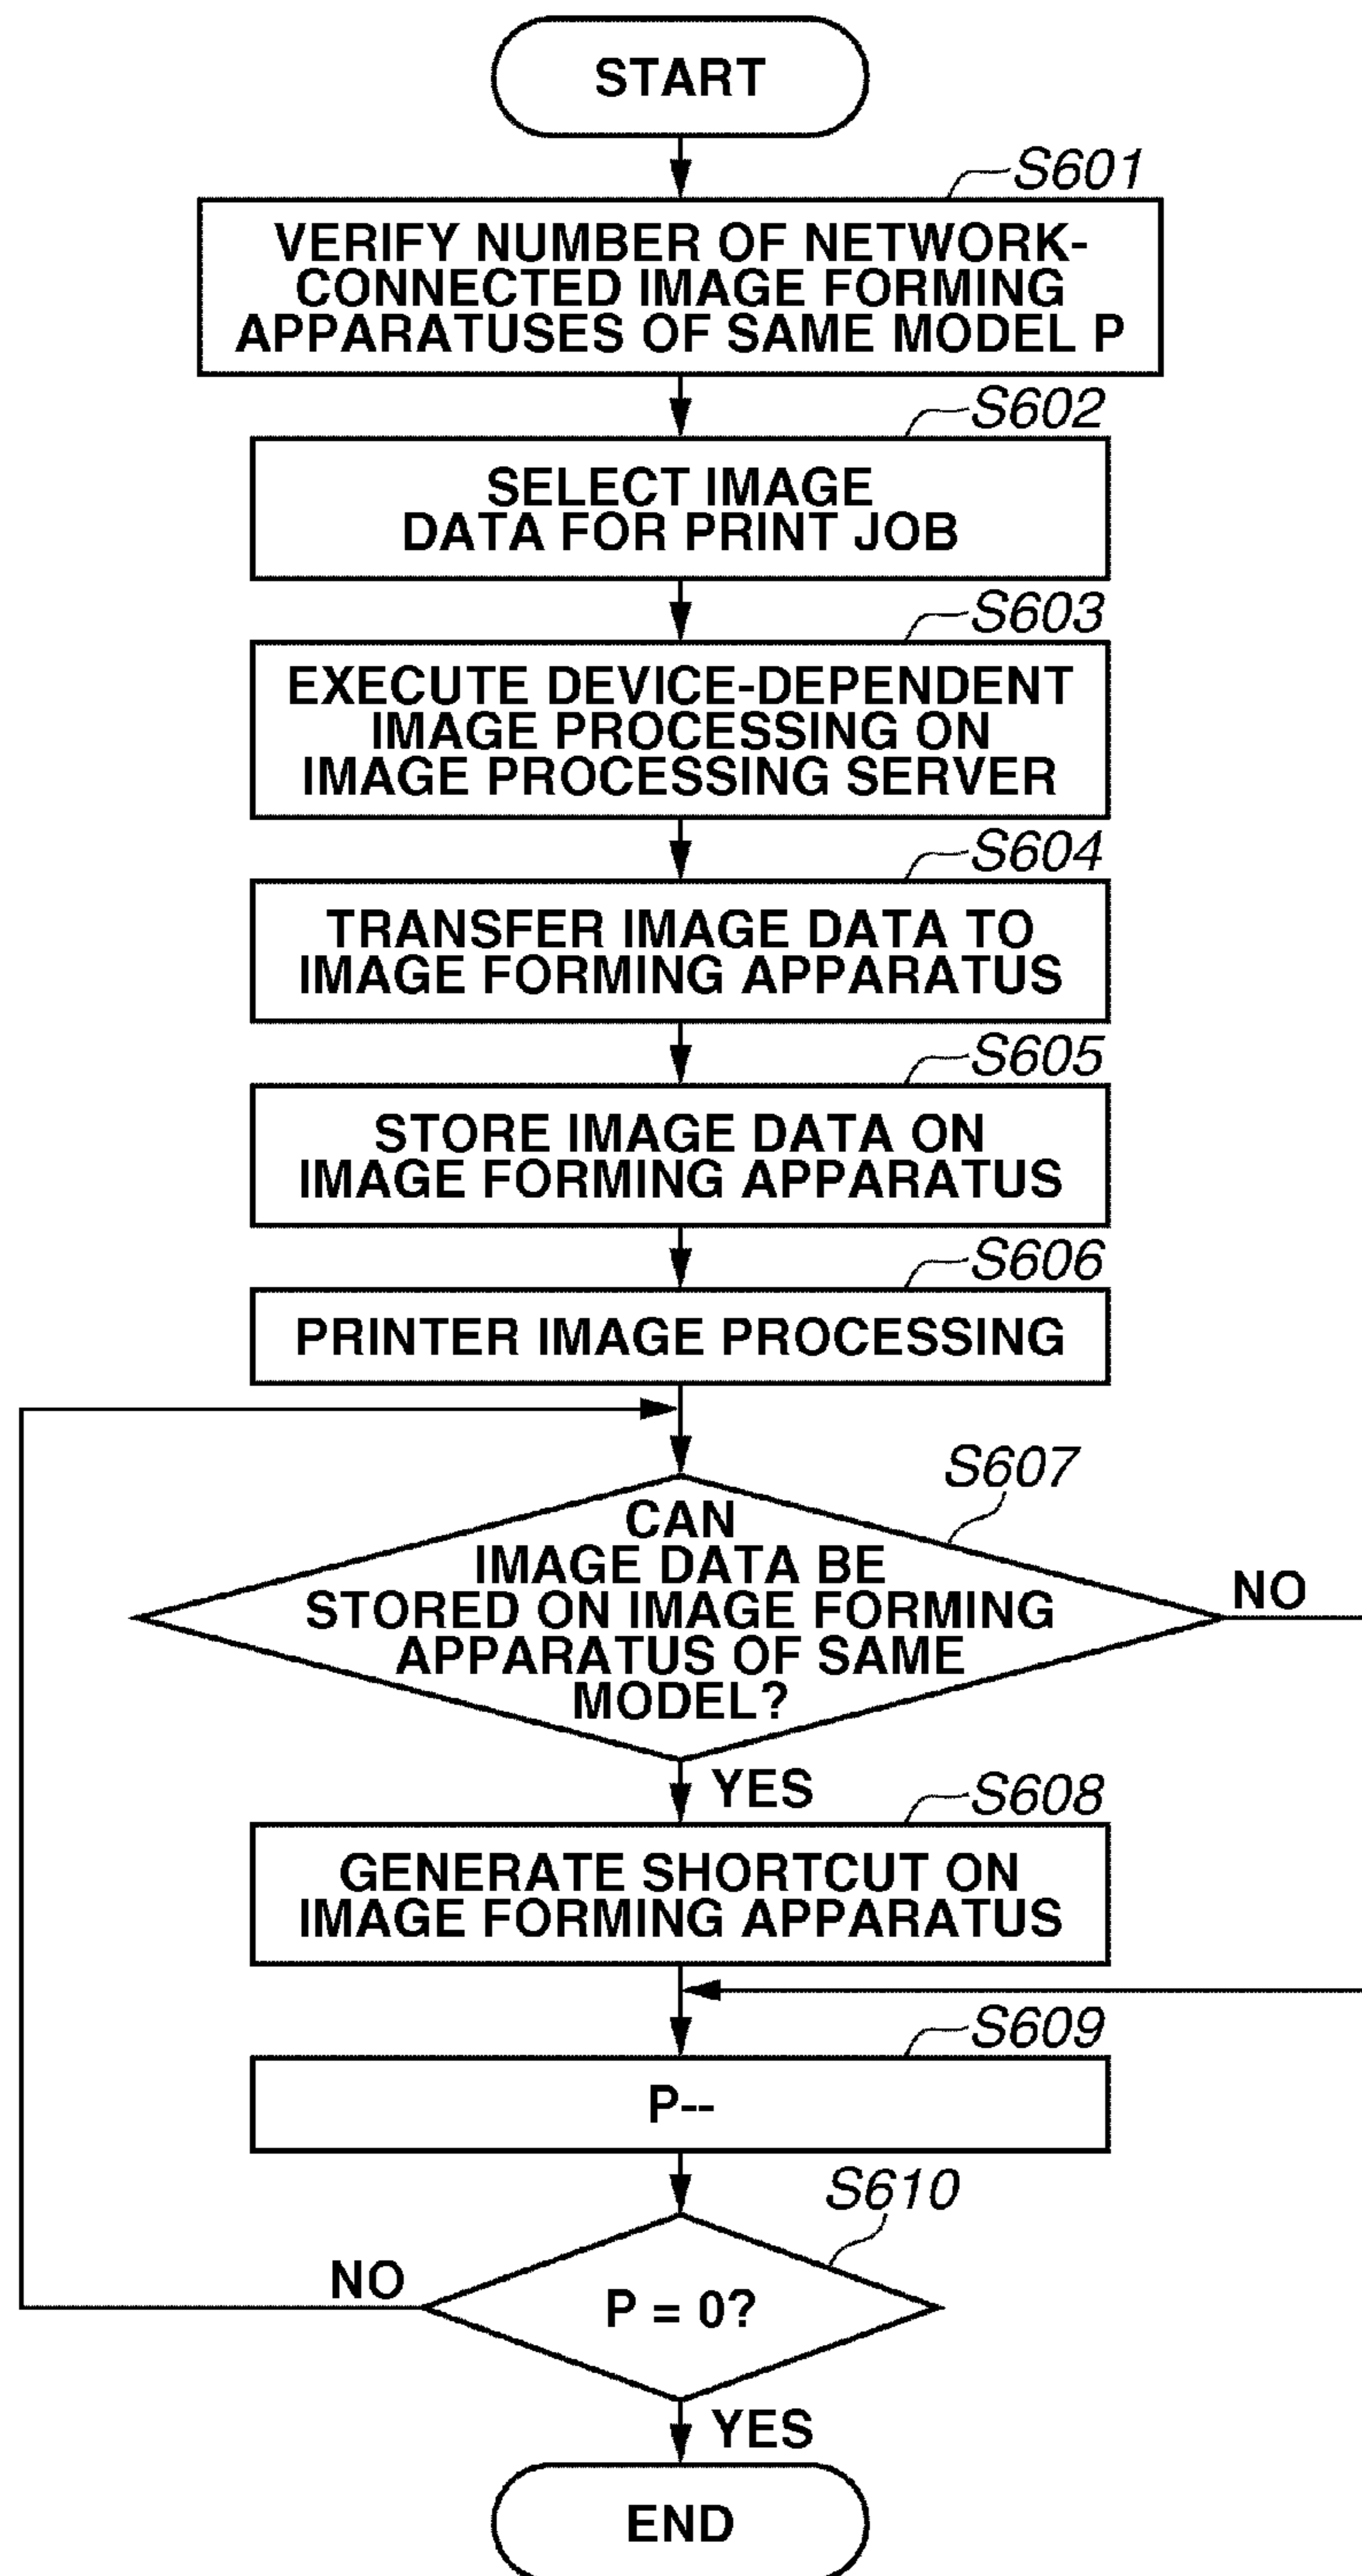 START
S601
VERIFY NUMBER OF NETWORK-
CONNECTED IMAGE FORMING
APPARATUSES OF SAME MODEL P
S602
SELECT IMAGE
DATA FOR PRINT JOB
S603
EXECUTE DEVICE-DEPENDENT
IMAGE PROCESSING ON
IMAGE PROCESSING SERVER
S604
TRANSFER IMAGE DATA TO
IMAGE FORMING APPARATUS
S605
STORE IMAGE DATA ON
IMAGE FORMING APPARATUS
S606
PRINTER IMAGE PROCESSING
S607
CAN
IMAGE DATA BE
STORED ON IMAGE FORMING
APPARATUS OF SAME
MODEL?
NO
YES
S608
GENERATE SHORTCUT ON
IMAGE FORMING APPARATUS
S609
P--
S610
NO
P = 0?
YES
END